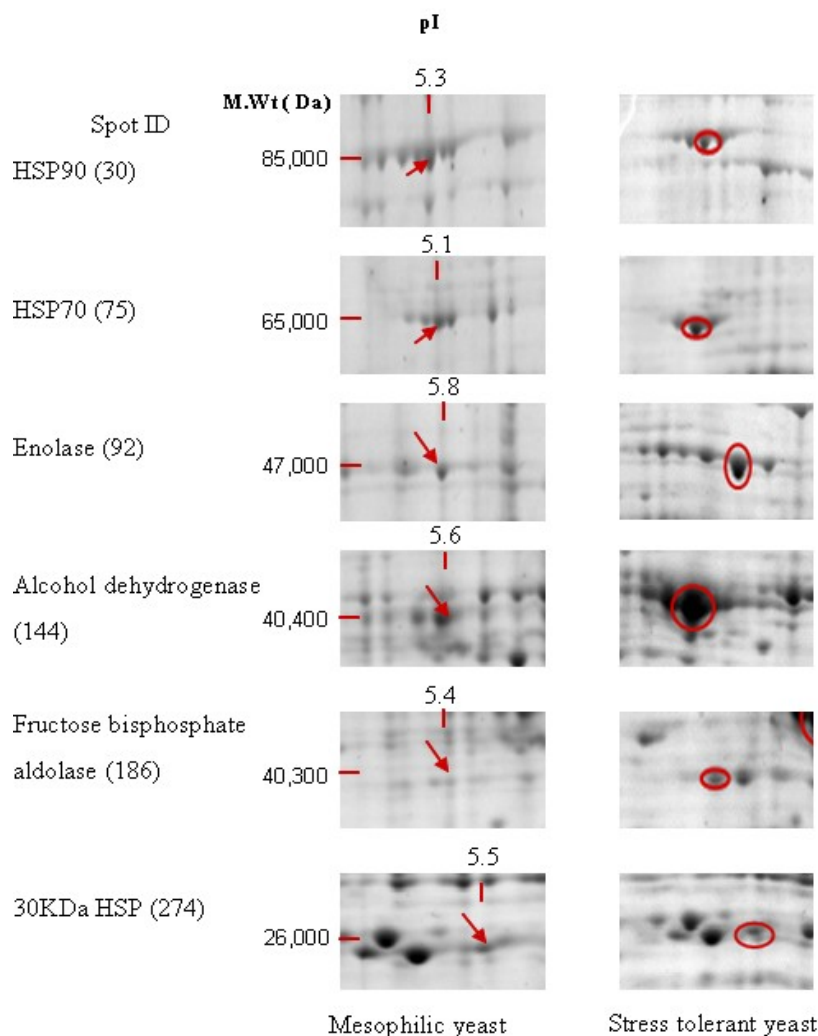 pI
5.3
M.Wt( Da)
Spot ID
HSP90 (30)
85,000
5.1
HSP70 (75)
65,000
5.8
Enolase (92)
47,000
5.6
Alcohol dehydrogenase
(144)
40,400
5.4
Fructose bisphosphate
aldolase (186)
40,300
5.5
30KDa HSP (274)
26,000
Mesophilic yeast
Stress tolerant yeast